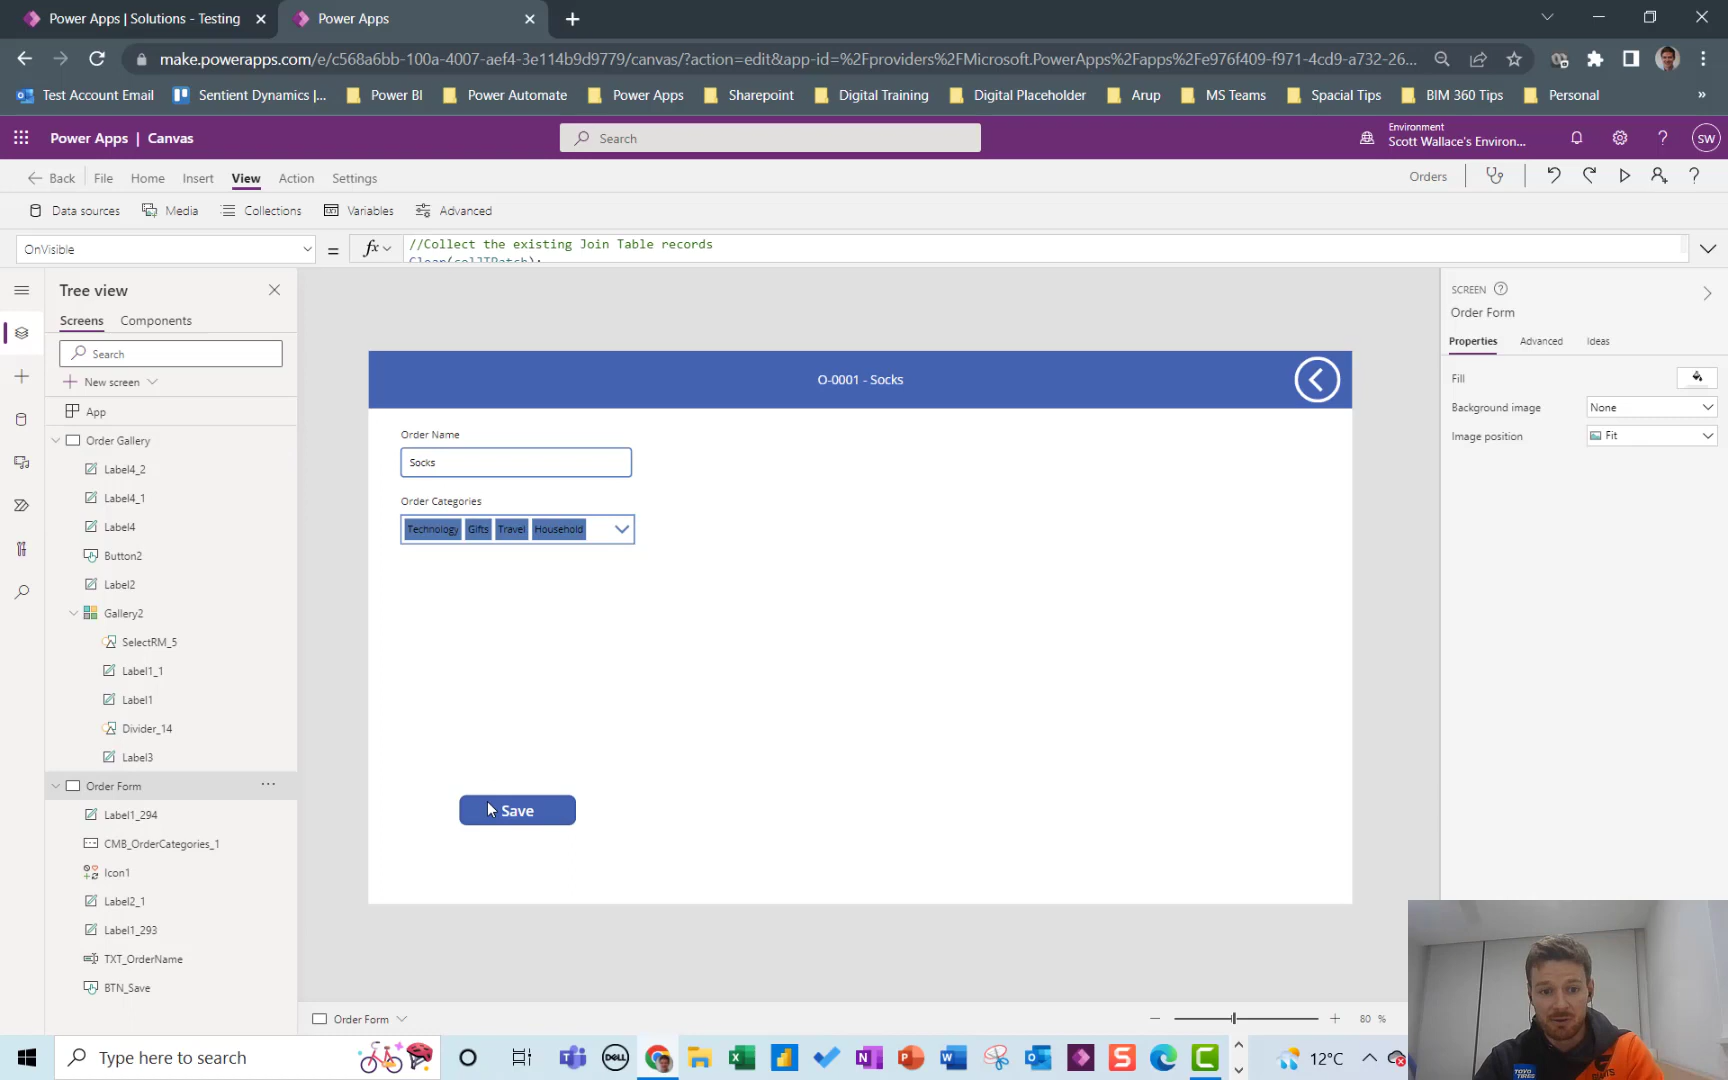 Power Apps | Solutions - Testing
Power Apps
make.powerapps.com/e/c568a6bb-100a-4007-aef4-3e114b9d9779/canvas/?action=edit&app-id=%2Fproviders%2FMicrosoft.PowerApps%2Fapps%2Fe976f409-f971-4cd9-a732-26...
Test Account Email
Sentient Dynamics |...
Power BI
Power Automate
Power Apps
Sharepoint
Digital Training
Digital Placeholder
Arup
MS Teams
Spacial Tips
BIM 360 Tips
Personal
»
Power Apps | Canvas
Search
Environment
Scott Wallace's Environ...
SW
Back
File
Home
Insert
View
Action
Settings
Orders
Data sources
Media
Collections
Variables
Advanced
OnVisible
=
fx
//Collect the existing Join Table records
Tree view
Screens
Components
Search
New screen
App
Order Gallery
Label4_2
Label4_1
Label4
Button2
Label2
Gallery2
SelectRM_5
Label1_1
Label1
Divider_14
Label3
Order Form
Label1_294
CMB_OrderCategories_1
Icon1
Label2_1
Label1_293
TXT_OrderName
BTN_Save
O-0001 - Socks
Order Name
Socks
Order Categories
Technology Gifts Travel Household
Save
SCREEN
Order Form
Properties
Advanced
Ideas
Fill
Background image
None
Image position
Fit
Order Form
80 %
Type here to search
12°C